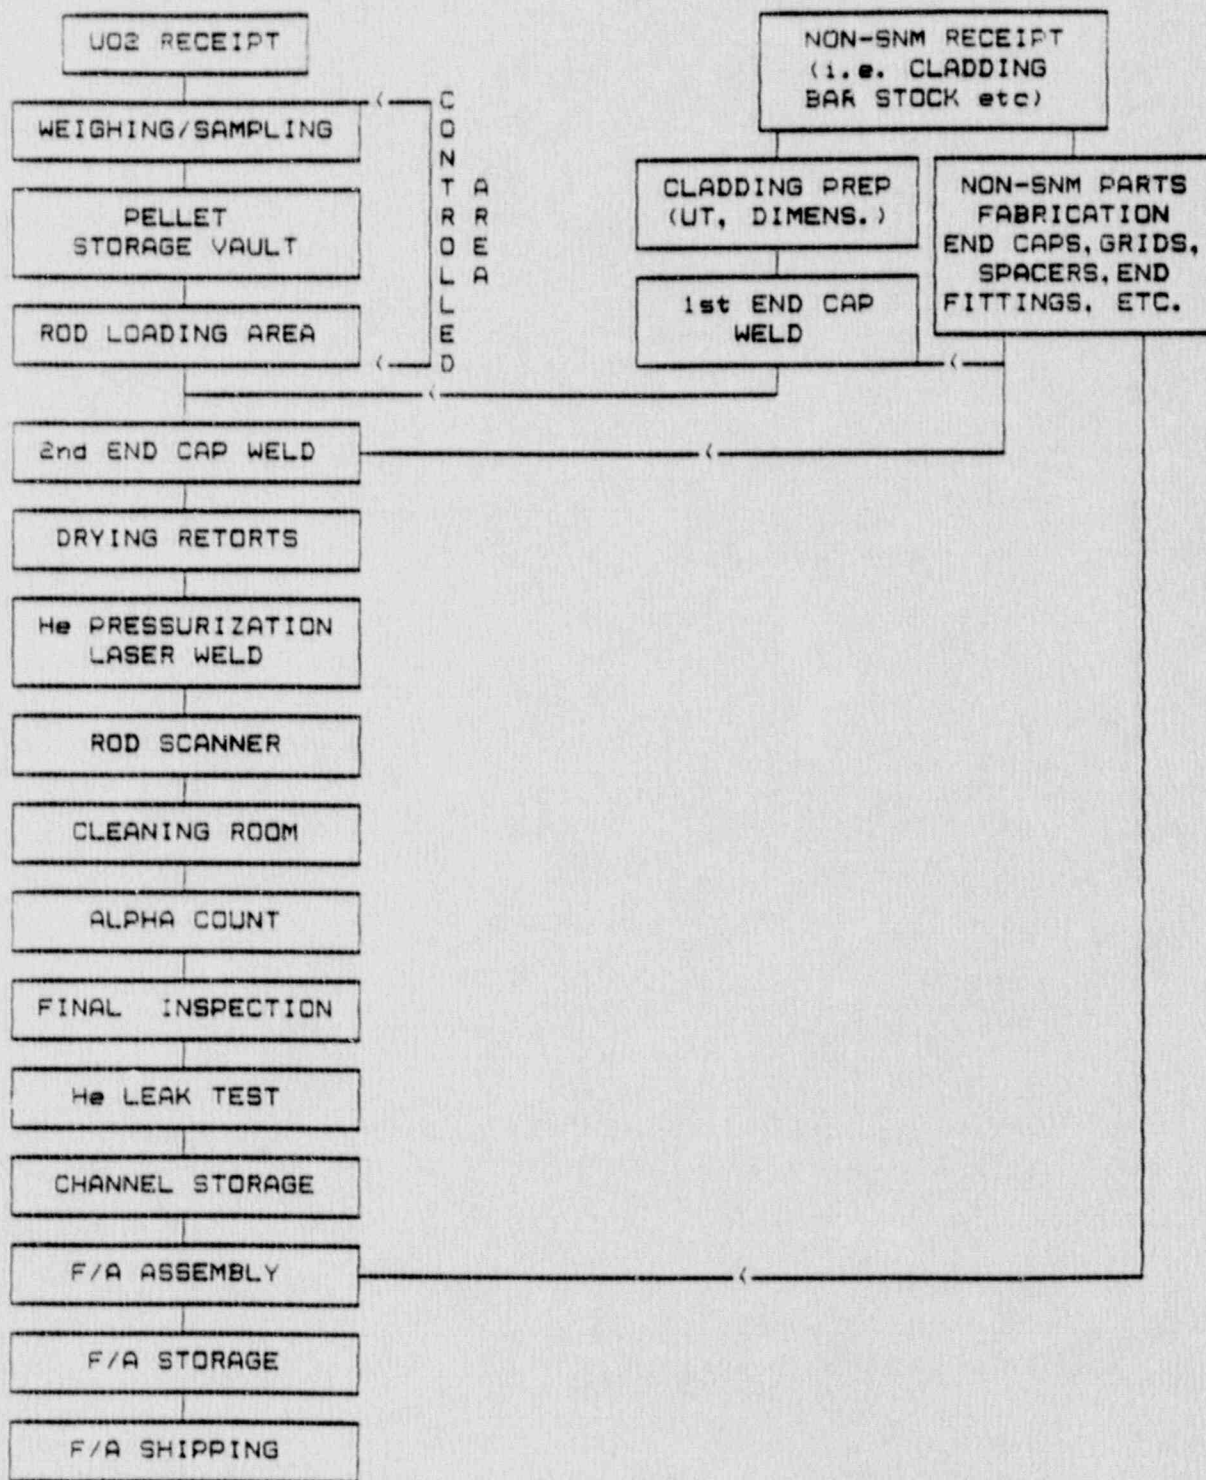 UO2 RECEIPT
WEIGHING/SAMPLING
PELLET
STORAGE VAULT
ROD LOADING AREA
CONTROLLED
AREA
NON-SNM RECEIPT
(i.e. CLADDING
BAR STOCK etc)
CLADDING PREP
(UT, DIMENS.)
1st END CAP
WELD
NON-SNM PARTS
FABRICATION
END CAPS, GRIDS,
SPACERS, END
FITTINGS, ETC.
2nd END CAP WELD
DRYING RETORTS
He PRESSURIZATION
LASER WELD
ROD SCANNER
CLEANING ROOM
ALPHA COUNT
FINAL INSPECTION
He LEAK TEST
CHANNEL STORAGE
F/A ASSEMBLY
F/A STORAGE
F/A SHIPPING